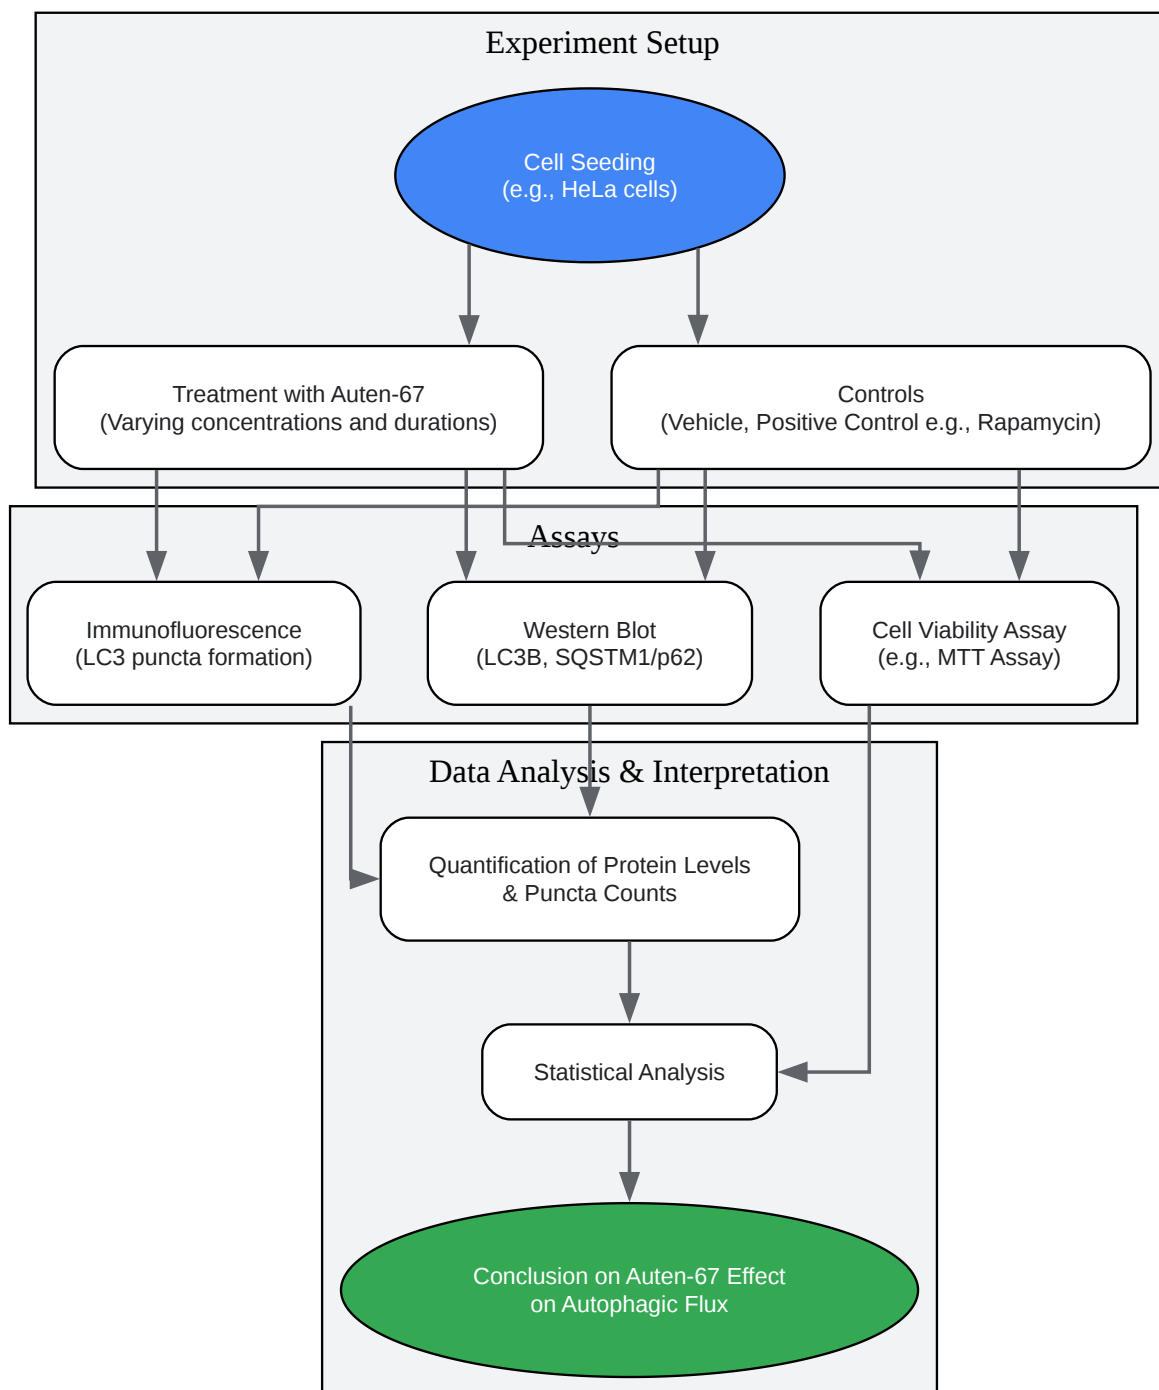 Experiment Setup
Cell Seeding
(e.g., HeLa cells)
Treatment with Auten-67
(Varying concentrations and durations)
Controls
(Vehicle, Positive Control e.g., Rapamycin)
Assays
Immunofluorescence
(LC3 puncta formation)
Western Blot
(LC3B, SQSTM1/p62)
Cell Viability Assay
(e.g., MTT Assay)
Data Analysis & Interpretation
Quantification of Protein Levels
& Puncta Counts
Statistical Analysis
Conclusion on Auten-67 Effect
on Autophagic Flux